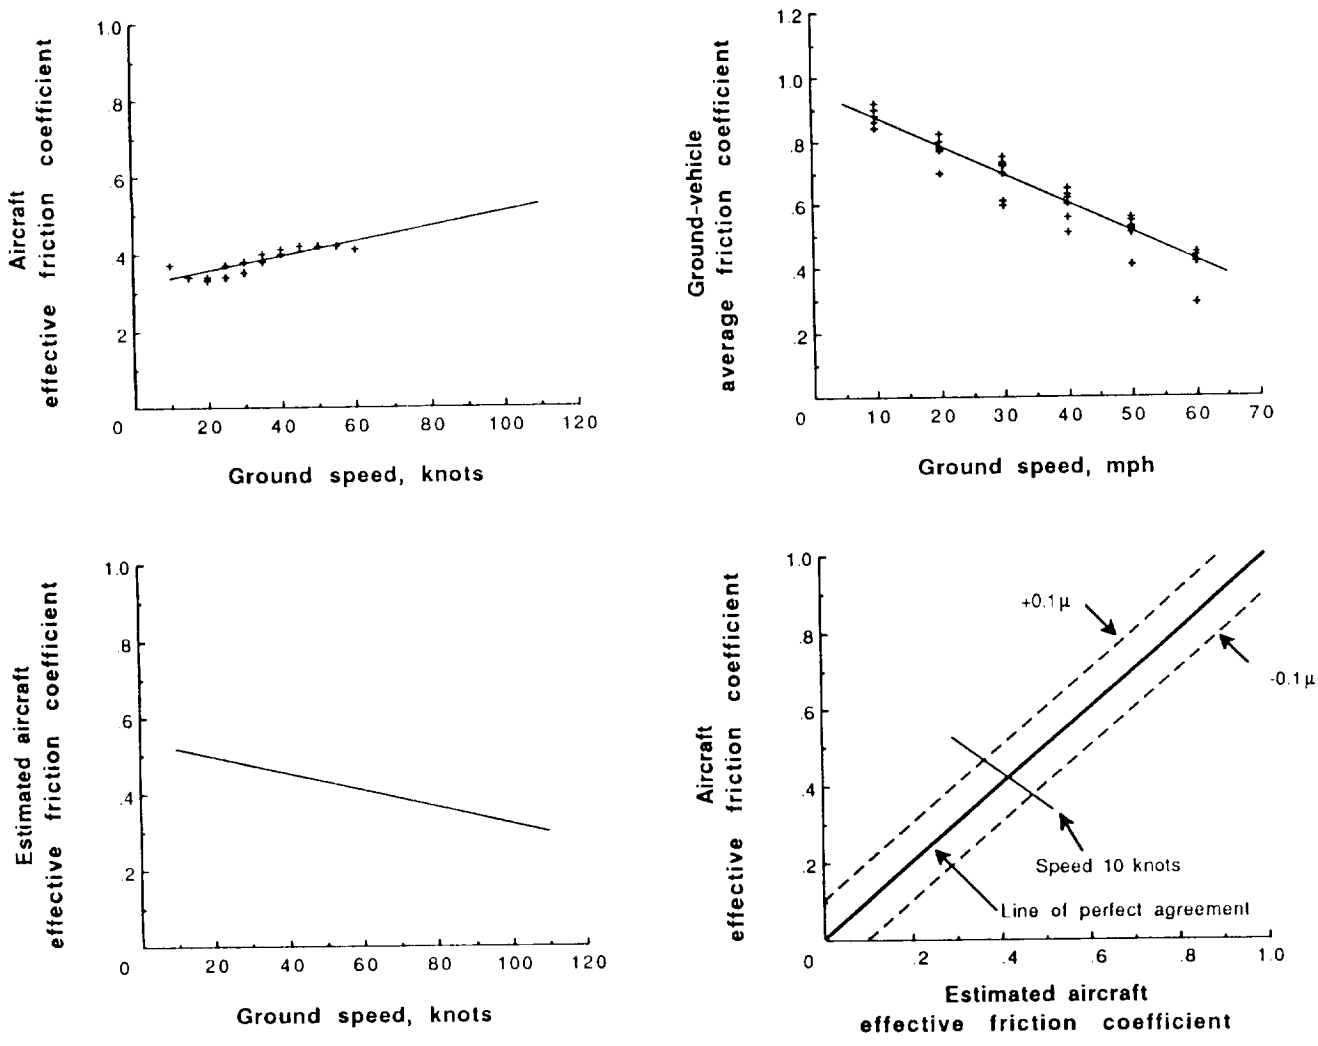 Aircraft
effective friction coefficient
1.0
.8
.6
.4
.2
0
20 40 60 80 100 120
Ground speed, knots
Ground-vehicle
average friction coefficient
1.2
1.0
.8
.6
.4
.2
0
10 20 30 40 50 60 70
Ground speed, mph
Estimated aircraft
effective friction coefficient
1.0
.8
6
.4
.2
0
20 40 60 80 100 120
Ground speed, knots
Aircraft
effective friction coefficient
1.0
.8
.6
.4
.2
0
.2 .4 .6 .8 1.0
+0.1μ
-0.1μ
Speed 10 knots
Line of perfect agreement
Estimated aircraft
effective friction coefficient